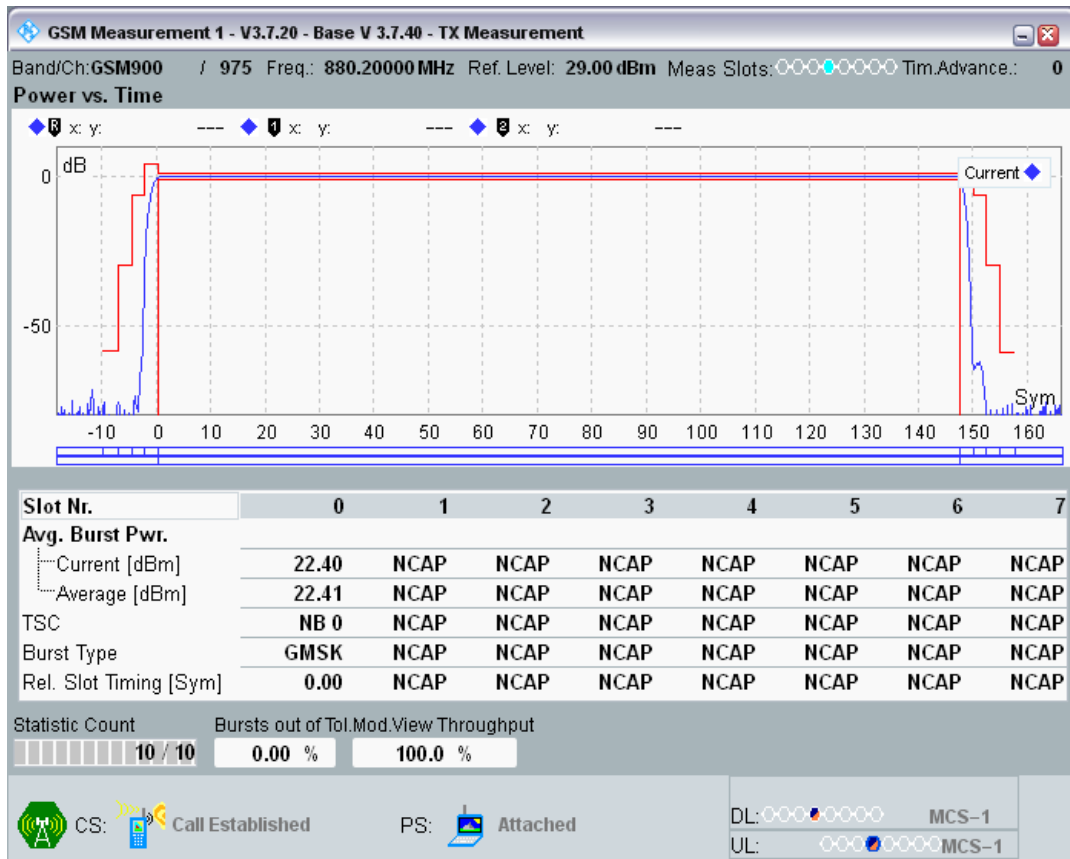 GSM Measurement 1 - V3.7.20 - Base V 3.7.40 - TX Measurement
Band/Ch:GSM900 / 975 Freq.: 880.20000 MHz Ref. Level: 29.00 dBm Meas Slots: Tim.Advance.: 0
Power vs. Time
R x: y: --- 1 x: y: --- 2 x: y: ---
dB
Current
0
-50
Sym
-10 0 10 20 30 40 50 60 70 80 90 100 110 120 130 140 150 160
Slot Nr. 0 1 2 3 4 5 6 7
Avg. Burst Pwr.
Current [dBm] 22.40 NCAP NCAP NCAP NCAP NCAP NCAP NCAP
Average [dBm] 22.41 NCAP NCAP NCAP NCAP NCAP NCAP NCAP
TSC NB 0 NCAP NCAP NCAP NCAP NCAP NCAP NCAP
Burst Type GMSK NCAP NCAP NCAP NCAP NCAP NCAP NCAP
Rel. Slot Timing [Sym] 0.00 NCAP NCAP NCAP NCAP NCAP NCAP NCAP
Statistic Count Bursts out of Tol. Mod.View Throughput
10 / 10 0.00 % 100.0 %
CS: Call Established PS: Attached DL: MCS-1
UL: MCS-1